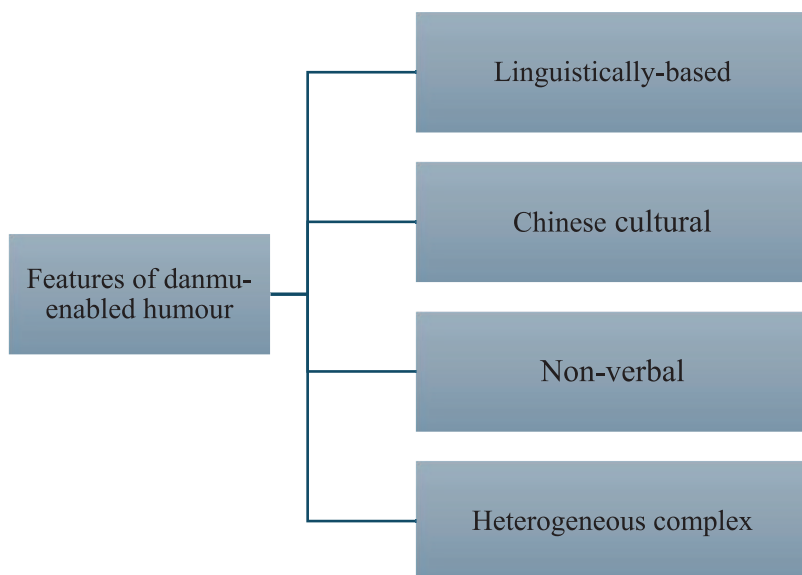 Features of danmu-
enabled humour
Linguistically-based
Chinese cultural
Non-verbal
Heterogeneous complex